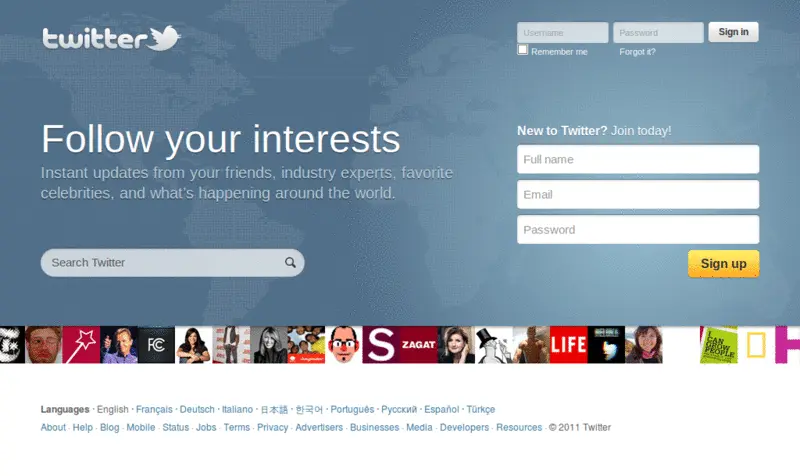 twitter
Username
Password
Sign in
Remember me
Forgot it?
Follow your interests
Instant updates from your friends, industry experts, favorite
celebrities, and what's happening around the world.
Search Twitter
New to Twitter? Join today!
Full name
Email
Password
Sign up
FC
S
ZAGAT
LIFE
I CAN
GROW
PEOPLE
H
Languages · English · Français · Deutsch · Italiano · 日本語 · 한국어 · Português · Русский · Español · Türkçe
About · Help · Blog · Mobile · Status · Jobs · Terms · Privacy · Advertisers · Businesses · Media · Developers · Resources · © 2011 Twitter